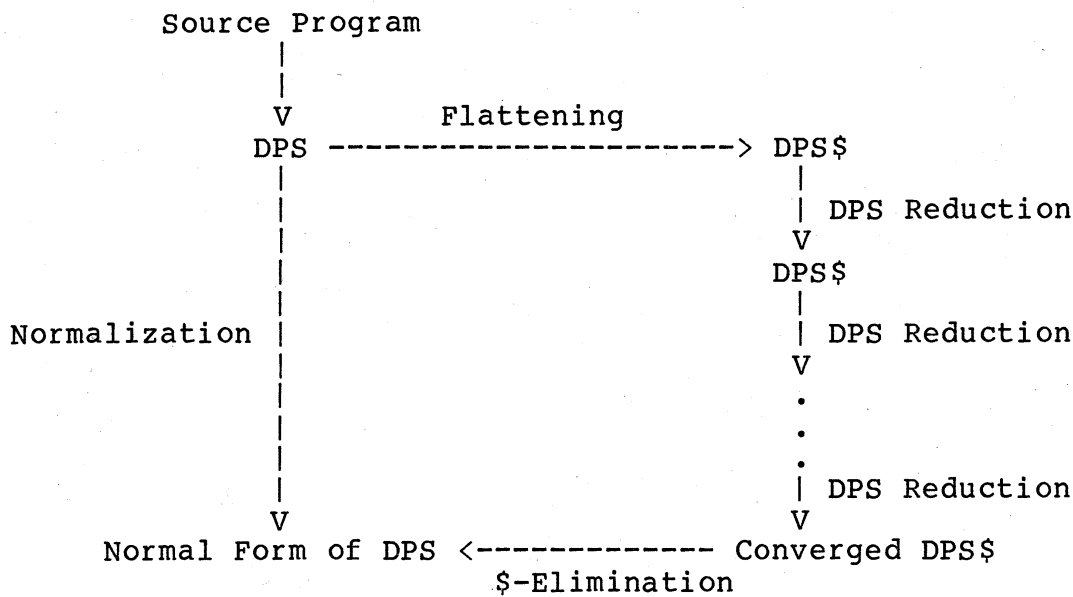 Source Program
Flattening
DPS DPS$
DPS Reduction
DPS$
Normalization DPS Reduction
DPS Reduction
Normal Form of DPS Converged DPS$
$-Elimination